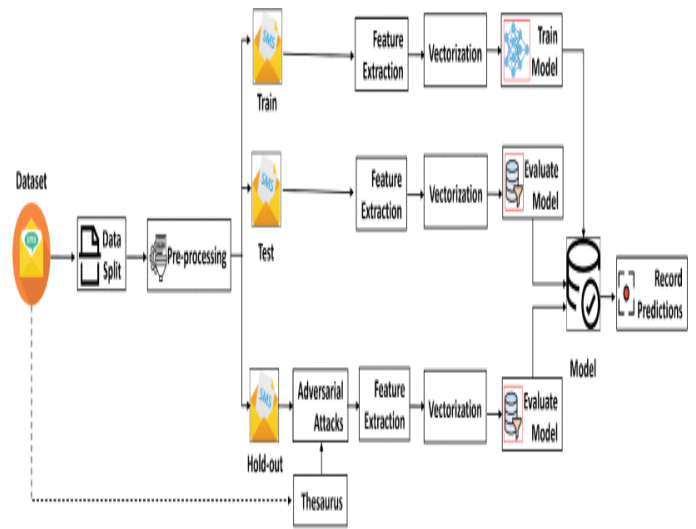 SMS
Train
Feature
Extraction
Vectorization
Train
Model
Dataset
SMS
Data
Split
Pre-processing
SMS
Test
Feature
Extraction
Vectorization
Evaluate
Model
Model
Record
Predictions
SMS
Hold-out
Adversarial
Attacks
Feature
Extraction
Vectorization
Evaluate
Model
Thesaurus